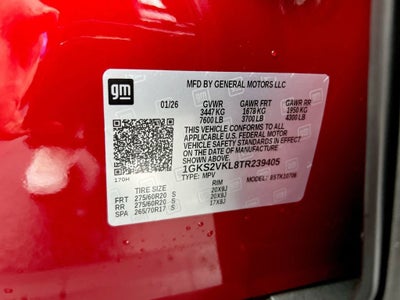 gm
MFD BY GENERAL MOTORS LLC
01/26 GVWR GAWR FRT GAWR RR
3447 KG 1678 KG 1950 KG
7600 LB 3700 LB 4300 LB
THIS VEHICLE CONFORMS TO ALL
APPLICABLE U.S. FEDERAL MOTOR
VEHICLE SAFETY STANDARDS IN EFFECT ON
THE DATE OF MANUFACTURE
1GKS2VKL8TR239405
170H TYPE: MPV MODEL: 85TK10706
TIRE SIZE RIM
FRT 275/60R20 S 20X9J
RR 275/60R20 S 20X9J
SPA 265/70R17 S 17X8J